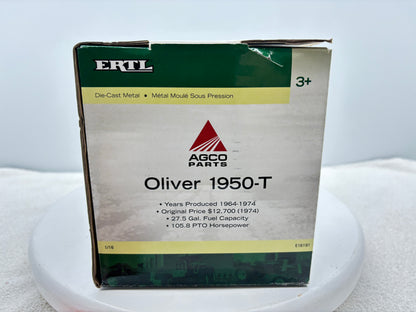 ERTL
3+
Die-Cast Metal • Métal Moulé Sous Pression
AGCO
PARTS
Oliver 1950-T
• Years Produced 1964-1974
• Original Price $12,700 (1974)
• 27.5 Gal. Fuel Capacity
• 105.8 PTO Horsepower
1/16
E16191